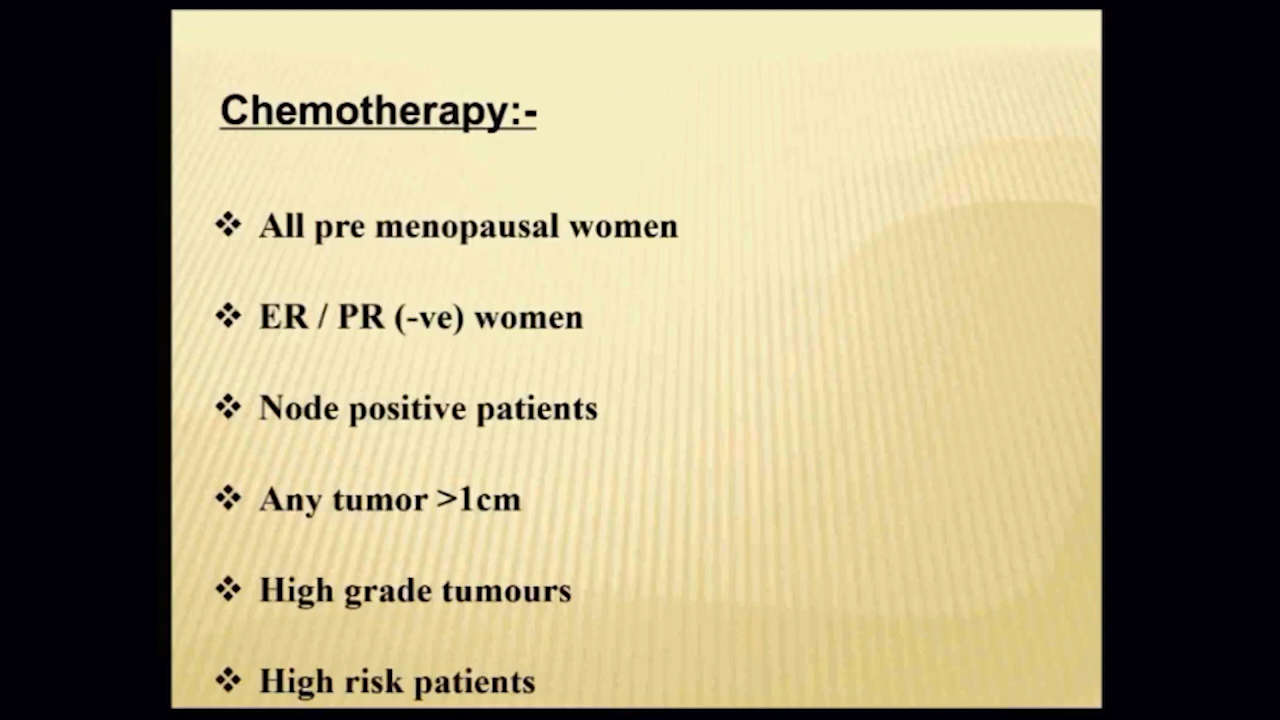 Chemotherapy:-
❖ All pre menopausal women
❖ ER / PR (-ve) women
❖ Node positive patients
❖ Any tumor >1cm
❖ High grade tumours
❖ High risk patients